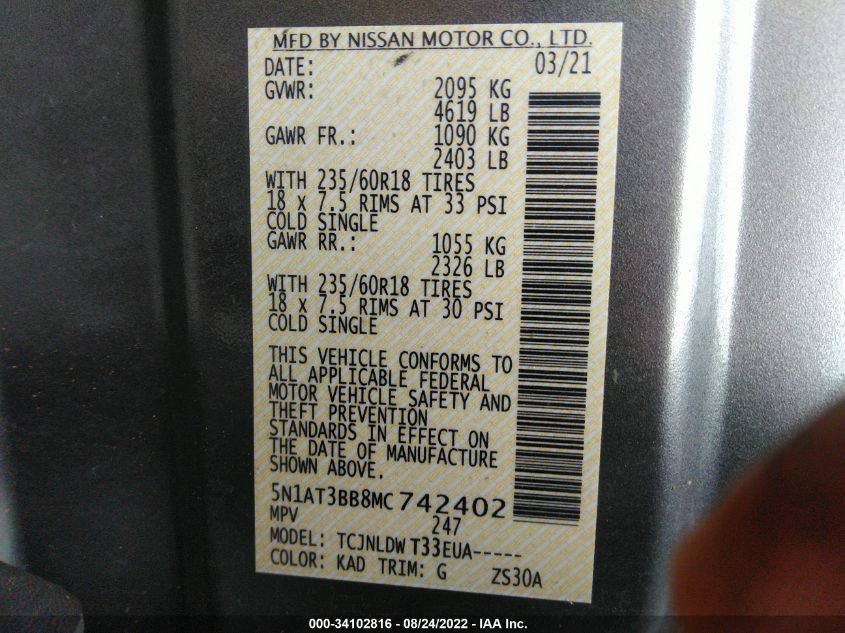 MFD BY NISSAN MOTOR CO., LTD.
DATE: 03/21
GVWR: 2095 KG
4619 LB
GAWR FR.: 1090 KG
2403 LB
WITH 235/60R18 TIRES
18 x 7.5 RIMS AT 33 PSI
COLD SINGLE
GAWR RR.: 1055 KG
2326 LB
WITH 235/60R18 TIRES
18 x 7.5 RIMS AT 30 PSI
COLD SINGLE
THIS VEHICLE CONFORMS TO
ALL APPLICABLE FEDERAL
MOTOR VEHICLE SAFETY AND
THEFT PREVENTION
STANDARDS IN EFFECT ON
THE DATE OF MANUFACTURE
SHOWN ABOVE.
5N1AT3BB8MC742402
MPV 247
MODEL: TCJNLDW T33EUA-----
COLOR: KAD TRIM: G ZS30A
000-34102816 - 08/24/2022 - IAA Inc.